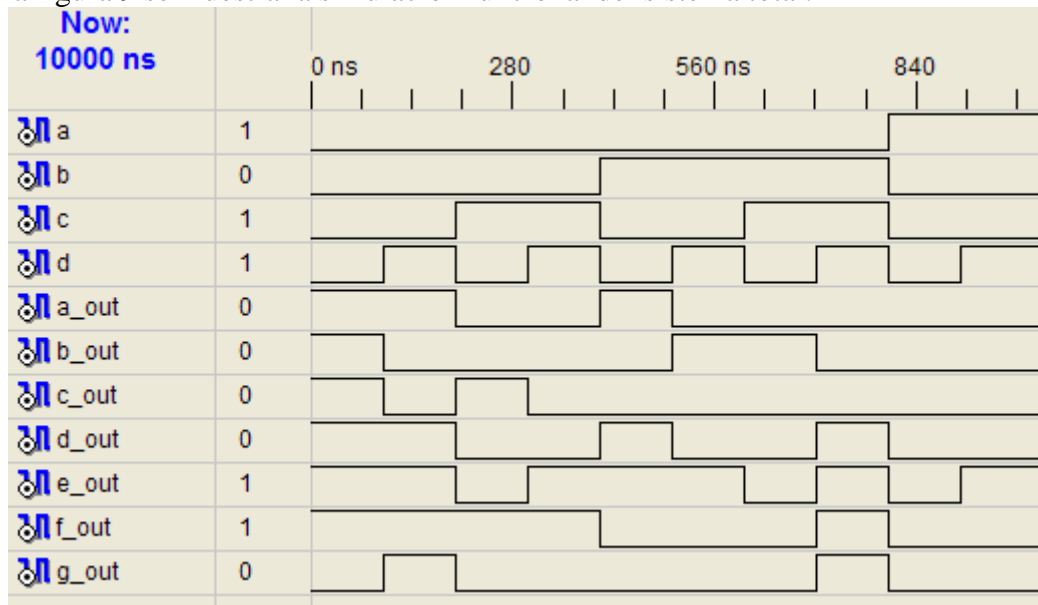 Now:
10000 ns
0 ns 280 560 ns 840
a 1
b 0
c 1
d 1
a_out 0
b_out 0
c_out 0
d_out 0
e_out 1
f_out 1
g_out 0